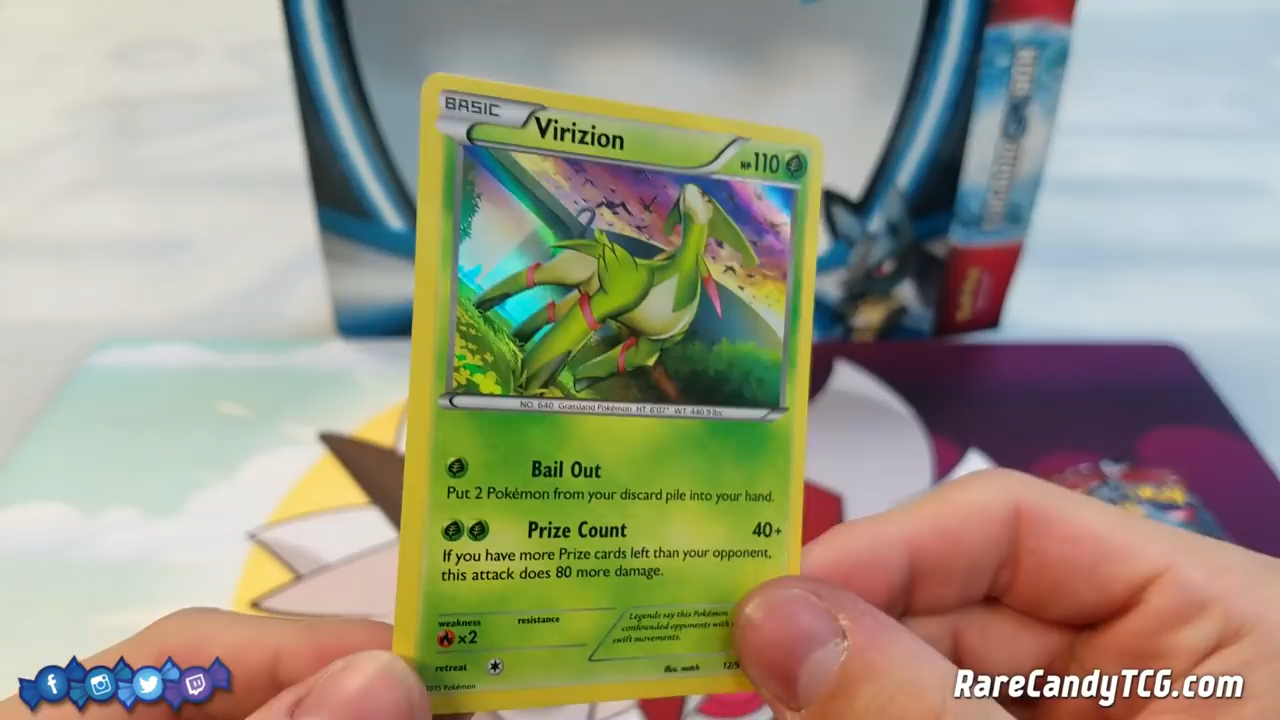 BASIC
Virizion
HP110
NO. 640 Grassland Pokémon HT. 6'07" WT. 440.9 lbs.
Bail Out
Put 2 Pokémon from your discard pile into your hand.
Prize Count 40+
If you have more Prize cards left than your opponent,
this attack does 80 more damage.
weakness
x2
resistance
Legends say this Pokémon
confounded opponents with
swift movements.
retreat
Illus. match
2015 Pokémon
RareCandyTCG.com